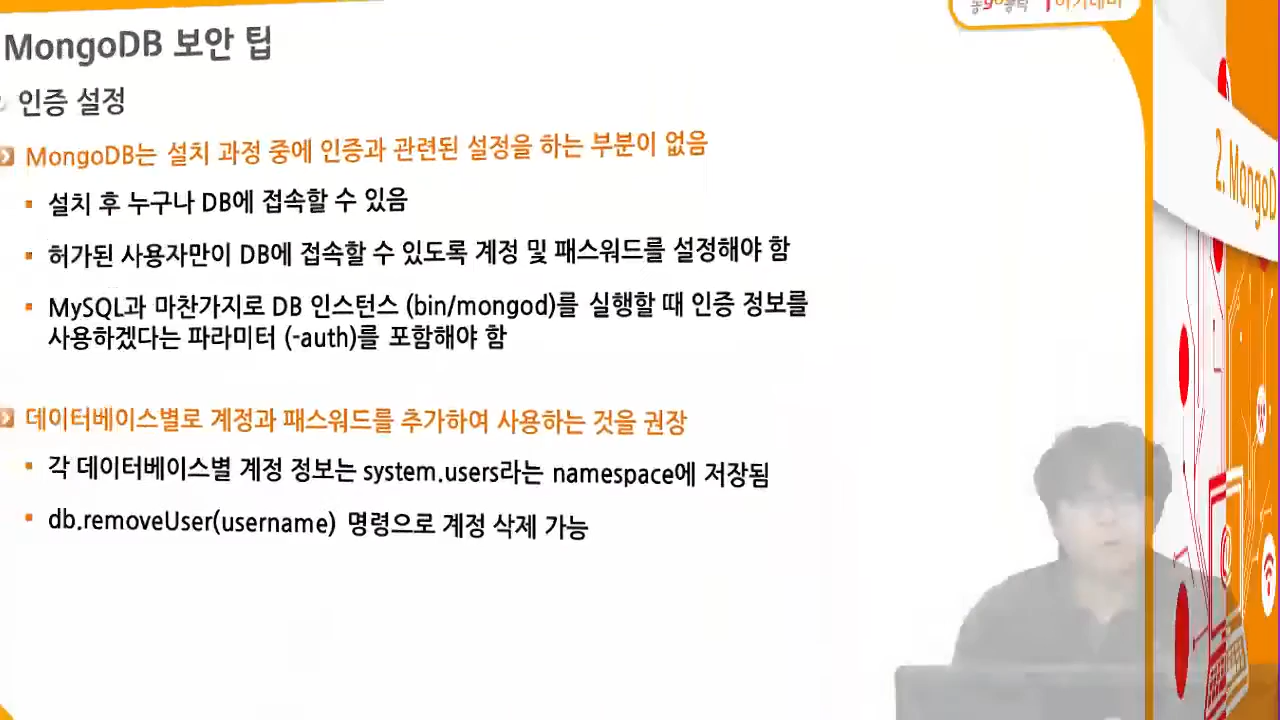 MongoDB 보안 팁
인증 설정
MongoDB는 설치 과정 중에 인증과 관련된 설정을 하는 부분이 없음
설치 후 누구나 DB에 접속할 수 있음
허가된 사용자만이 DB에 접속할 수 있도록 계정 및 패스워드를 설정해야 함
MySQL과 마찬가지로 DB 인스턴스 (bin/mongod)를 실행할 때 인증 정보를
사용하겠다는 파라미터 (-auth)를 포함해야 함
데이터베이스별로 계정과 패스워드를 추가하여 사용하는 것을 권장
각 데이터베이스별 계정 정보는 system.users라는 namespace에 저장됨
db.removeUser(username) 명령으로 계정 삭제 가능
2. MongoD